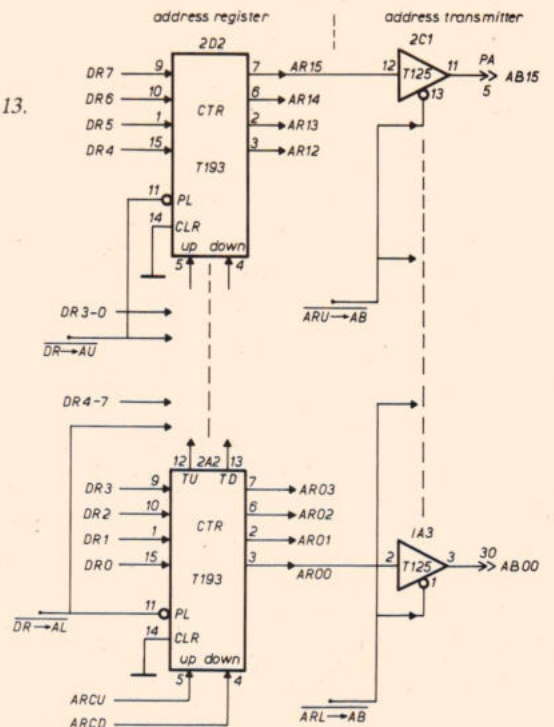 address register
address transmitter
13.
2D2
2C1
DR7 9 7 AR15 12 T125 11 PA 5 AB15
13
DR6 10 CTR 6 AR14
DR5 1 2 AR13
DR4 15 3 AR12
T193
11 PL
14 CLR
up down
5 4
DR3-0
ARU→AB
DR→AU
DR4-7
12 2A2 13
TU TD
DR3 9 7 AR03
DR2 10 CTR 6 AR02
1A3
DR1 1 2 AR01
DR0 15 T193 3 AR00 2 T125 3 30 AB00
1
DR→AL
11 PL
14 CLR
up down
5 4
ARCU
ARCD
ARL→AB